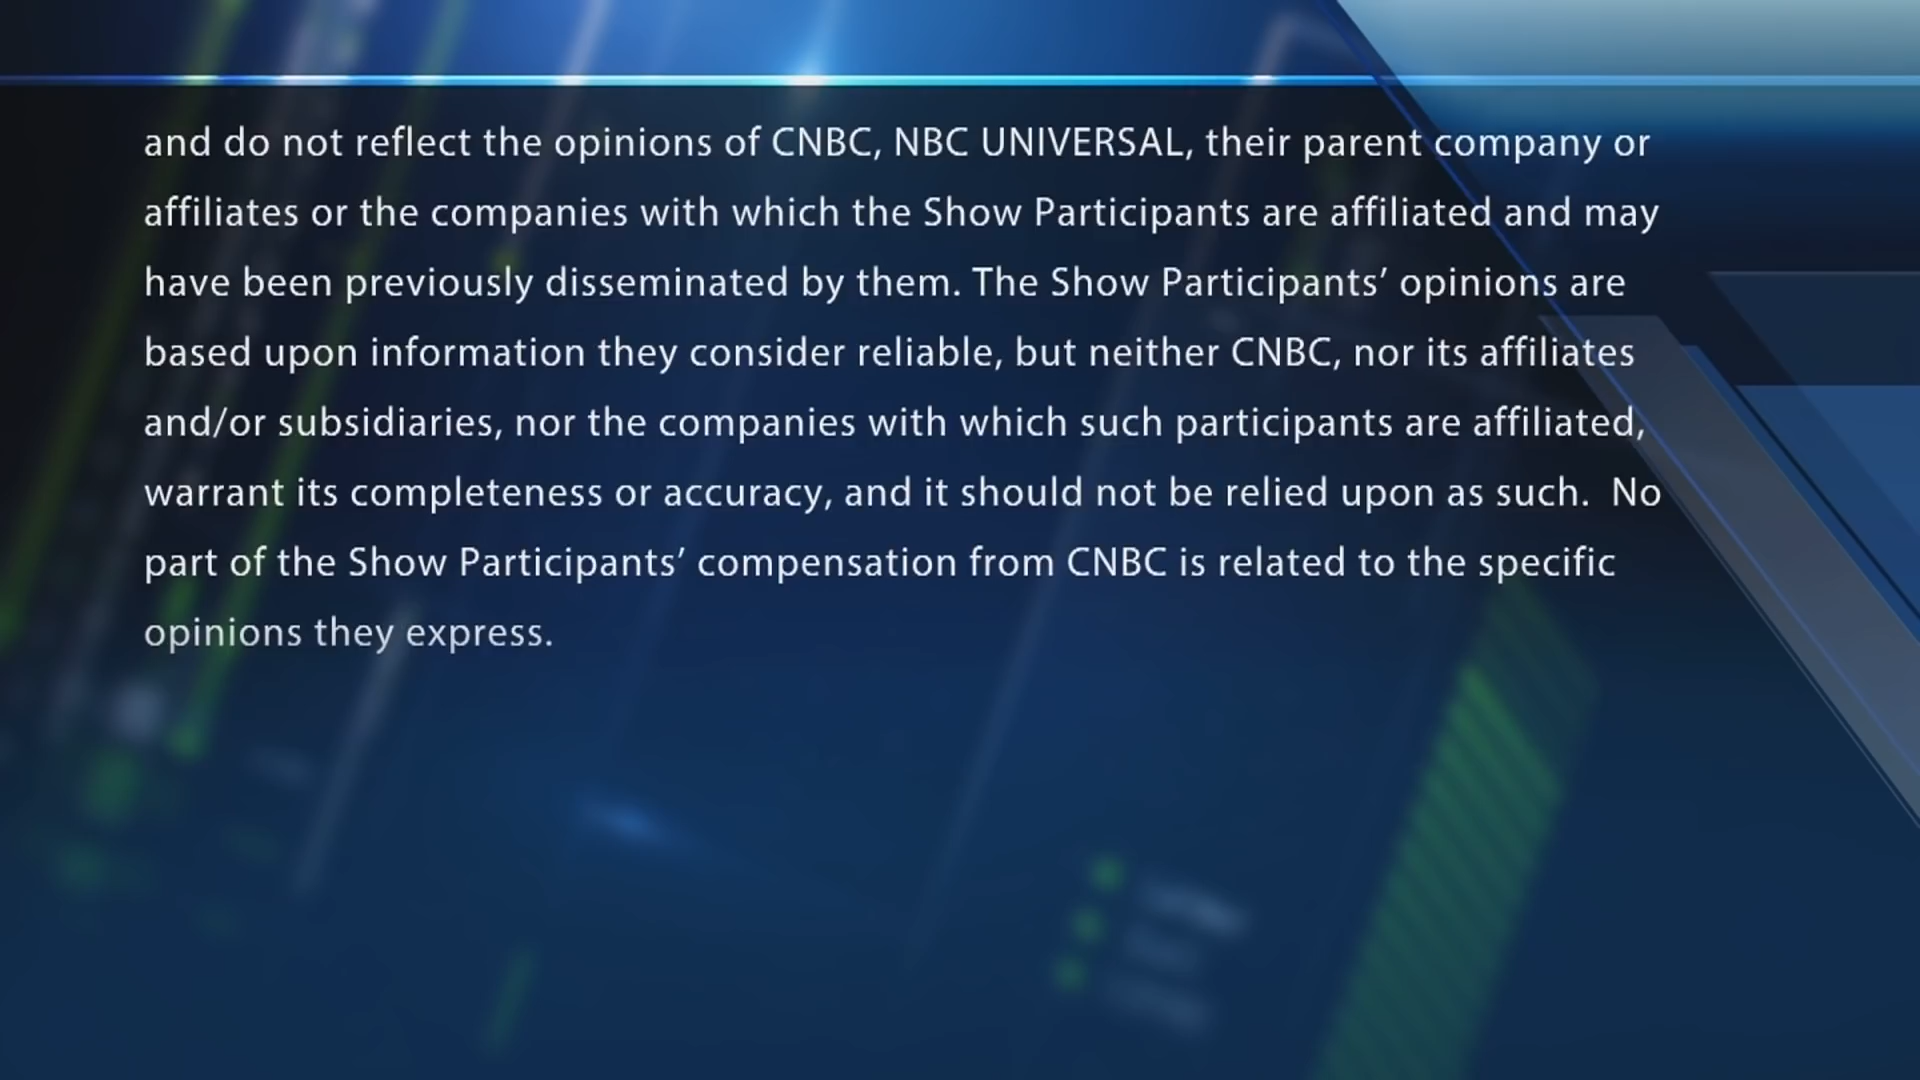 and do not reflect the opinions of CNBC, NBC UNIVERSAL, their parent company or
affiliates or the companies with which the Show Participants are affiliated and may
have been previously disseminated by them. The Show Participants’ opinions are
based upon information they consider reliable, but neither CNBC, nor its affiliates
and/or subsidiaries, nor the companies with which such participants are affiliated,
warrant its completeness or accuracy, and it should not be relied upon as such.  No
part of the Show Participants’ compensation from CNBC is related to the specific
opinions they express.